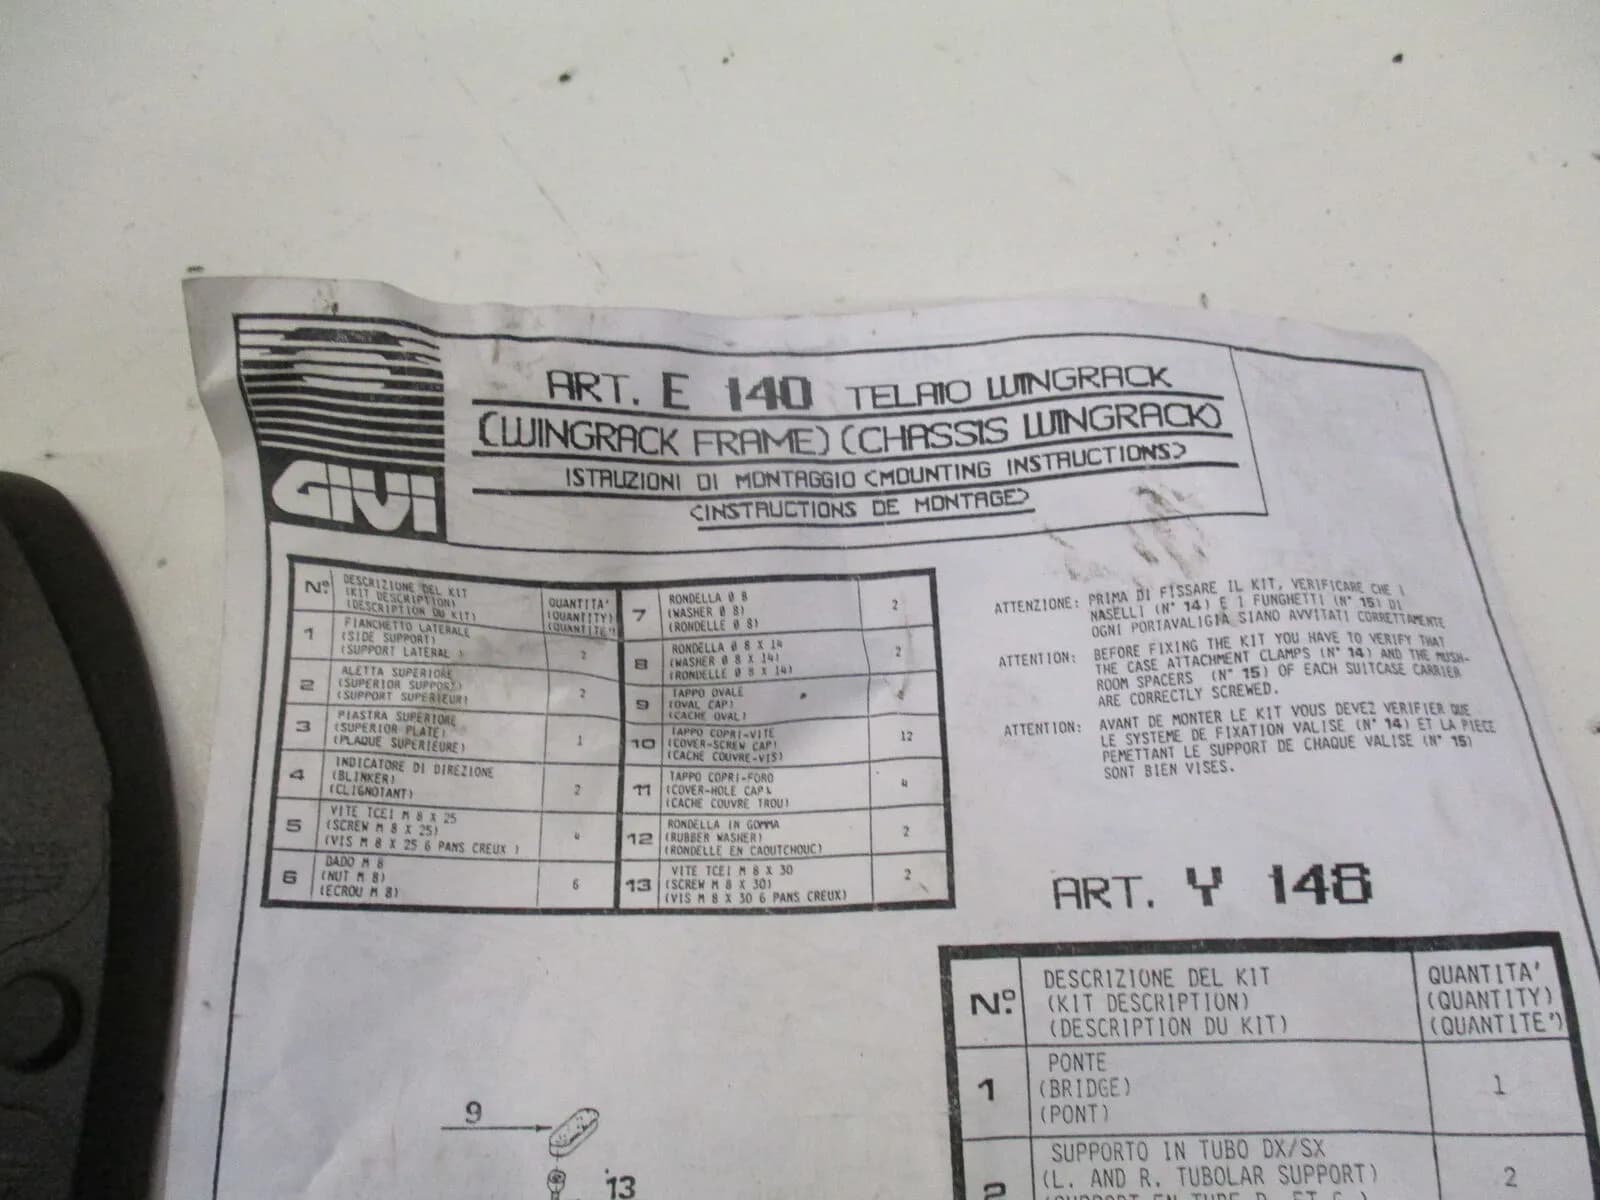 GIVI
ART. E 140 TELAIO WINGRACK
(WINGRACK FRAME) (CHASSIS WINGRACK)
ISTRUZIONI DI MONTAGGIO <MOUNTING INSTRUCTIONS>
<INSTRUCTIONS DE MONTAGE>
N° DESCRIZIONE DEL KIT
(KIT DESCRIPTION)
(DESCRIPTION DU KIT)
QUANTITA'
(QUANTITY)
(QUANTITE')
1 FIANCHETTO LATERALE
(SIDE SUPPORT)
(SUPPORT LATERAL )
2
2 ALETTA SUPERIORE
(SUPERIOR SUPPORT)
(SUPPORT SUPERIEUR)
2
3 PIASTRA SUPERIORE
(SUPERIOR PLATE)
(PLAQUE SUPERIEURE)
1
4 INDICATORE DI DIREZIONE
(BLINKER)
(CLIGNOTANT)
2
5 VITE TCEI M 8 X 25
(SCREW M 8 X 25)
(VIS M 8 X 25 6 PANS CREUX )
4
6 DADO M 8
(NUT M 8)
(ECROU M 8)
6
7 RONDELLA Ø 8
(WASHER Ø 8)
(RONDELLE Ø 8)
2
8 RONDELLA Ø 8 X 14
(WASHER Ø 8 X 14)
(RONDELLE Ø 8 X 14)
2
9 TAPPO OVALE
(OVAL CAP)
(CACHE OVAL)
10 TAPPO COPRI-VITE
(COVER-SCREW CAP)
(CACHE COUVRE-VIS)
12
11 TAPPO COPRI-FORO
(COVER-HOLE CAP)
(CACHE COUVRE TROU)
4
12 RONDELLA IN GOMMA
(RUBBER WASHER)
(RONDELLE EN CAOUTCHOUC)
2
13 VITE TCEI M 8 X 30
(SCREW M 8 X 30)
(VIS M 8 X 30 6 PANS CREUX)
2
ATTENZIONE: PRIMA DI FISSARE IL KIT, VERIFICARE CHE I
NASELLI (N° 14) E I FUNGHETTI (N° 15) DI
OGNI PORTAVALIGIA SIANO AVVITATI CORRETTAMENTE
ATTENTION: BEFORE FIXING THE KIT YOU HAVE TO VERIFY THAT
THE CASE ATTACHMENT CLAMPS (N° 14) AND THE MUSH-
ROOM SPACERS (N° 15) OF EACH SUITCASE CARRIER
ARE CORRECTLY SCREWED.
ATTENTION: AVANT DE MONTER LE KIT VOUS DEVEZ VERIFIER QUE
LE SYSTEME DE FIXATION VALISE (N° 14) ET LA PIECE
PEMETTANT LE SUPPORT DE CHAQUE VALISE (N° 15)
SONT BIEN VISES.
ART. Y 148
N° DESCRIZIONE DEL KIT
(KIT DESCRIPTION)
(DESCRIPTION DU KIT)
QUANTITA'
(QUANTITY)
(QUANTITE')
1 PONTE
(BRIDGE)
(PONT)
1
2 SUPPORTO IN TUBO DX/SX
(L. AND R. TUBOLAR SUPPORT)
2
9
13